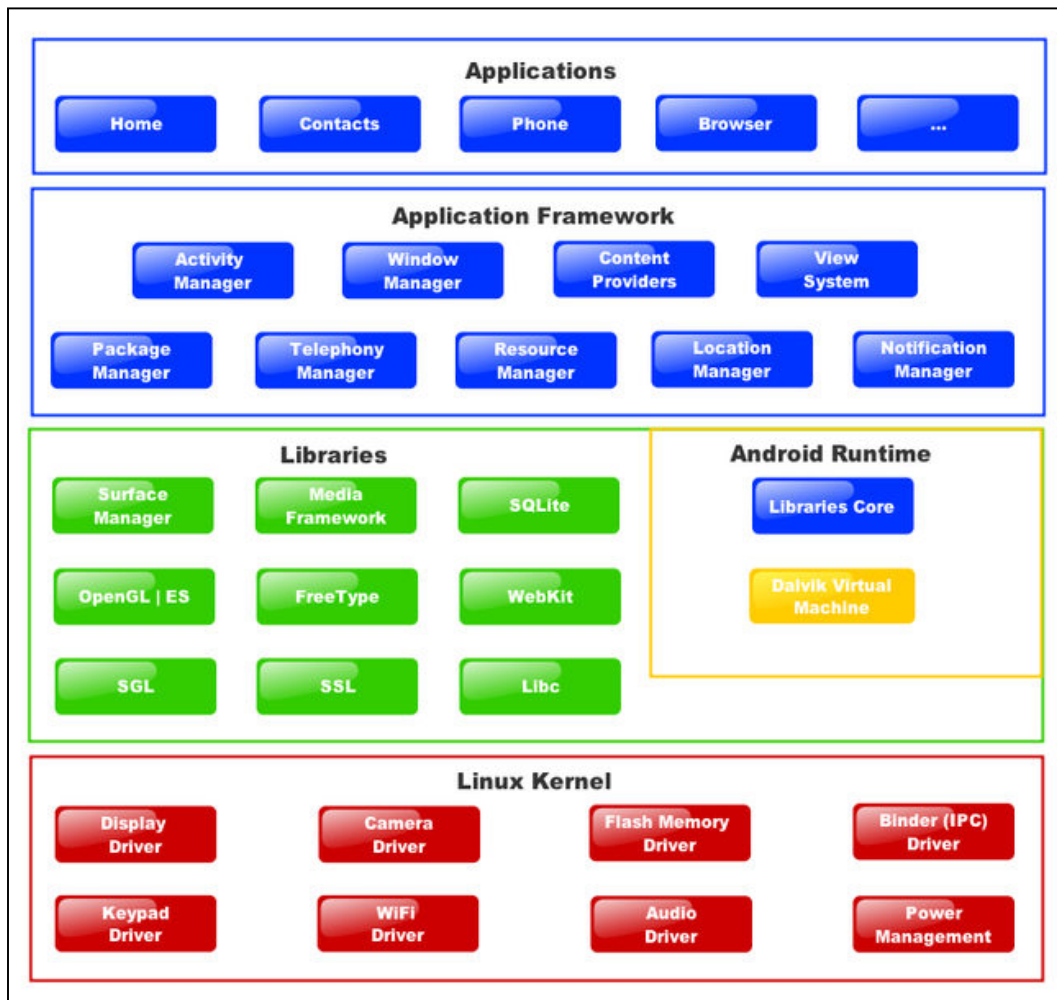 Applications
Home
Contacts
Phone
Browser
...
Application Framework
Activity
Manager
Window
Manager
Content
Providers
View
System
Package
Manager
Telephony
Manager
Resource
Manager
Location
Manager
Notification
Manager
Libraries
Android Runtime
Surface
Manager
Media
Framework
SQLite
Libraries Core
OpenGL | ES
FreeType
WebKit
Dalvik Virtual
Machine
SGL
SSL
Libc
Linux Kernel
Display
Driver
Camera
Driver
Flash Memory
Driver
Binder (IPC)
Driver
Keypad
Driver
WiFi
Driver
Audio
Driver
Power
Management